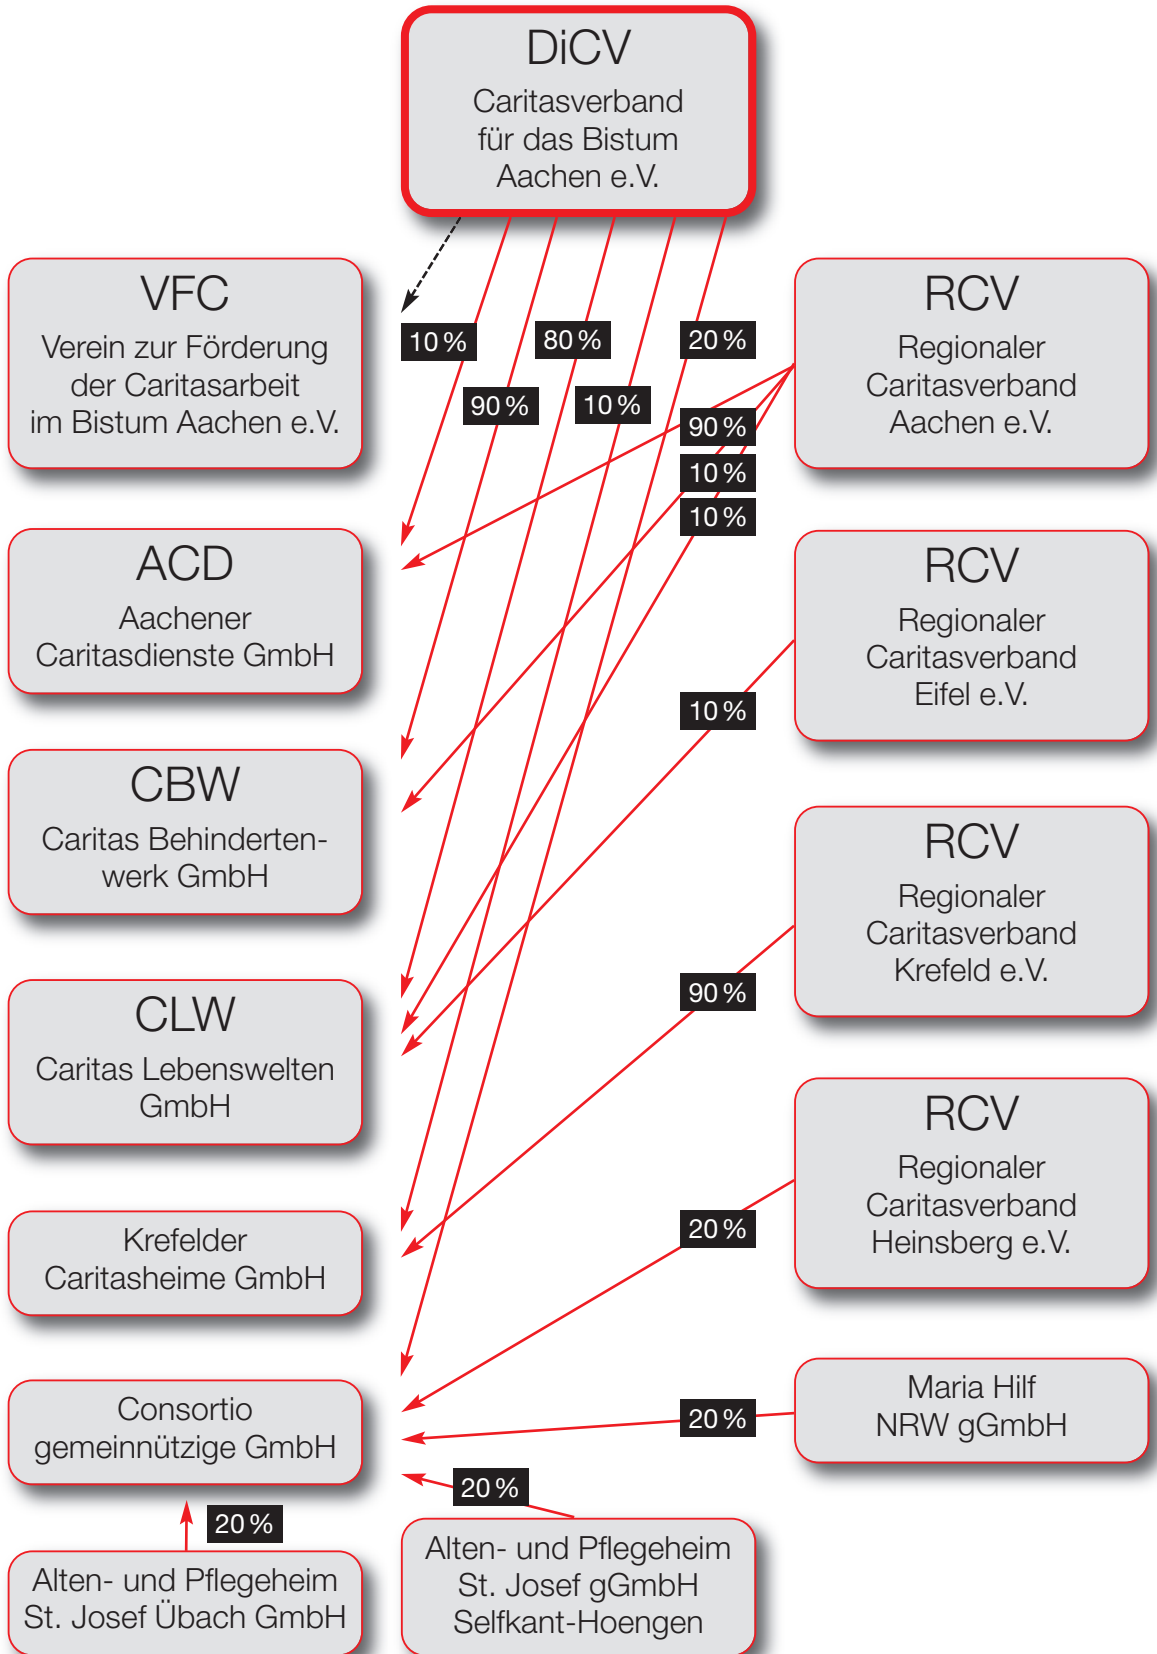 DiCV
Caritasverband
für das Bistum
Aachen e.V.
VFC
Verein zur Förderung
der Caritasarbeit
im Bistum Aachen e.V.
10 %
80 %
20 %
90 %
10 %
90 %
10 %
10 %
RCV
Regionaler
Caritasverband
Aachen e.V.
ACD
Aachener
Caritasdienste GmbH
RCV
Regionaler
Caritasverband
Eifel e.V.
10 %
CBW
Caritas Behinderten-
werk GmbH
RCV
Regionaler
Caritasverband
Krefeld e.V.
90 %
CLW
Caritas Lebenswelten
GmbH
RCV
Regionaler
Caritasverband
Heinsberg e.V.
20 %
Krefelder
Caritasheime GmbH
Consortio
gemeinnützige GmbH
20 %
Maria Hilf
NRW gGmbH
20 %
20 %
Alten- und Pflegeheim
St. Josef Übach GmbH
Alten- und Pflegeheim
St. Josef gGmbH
Selfkant-Hoengen